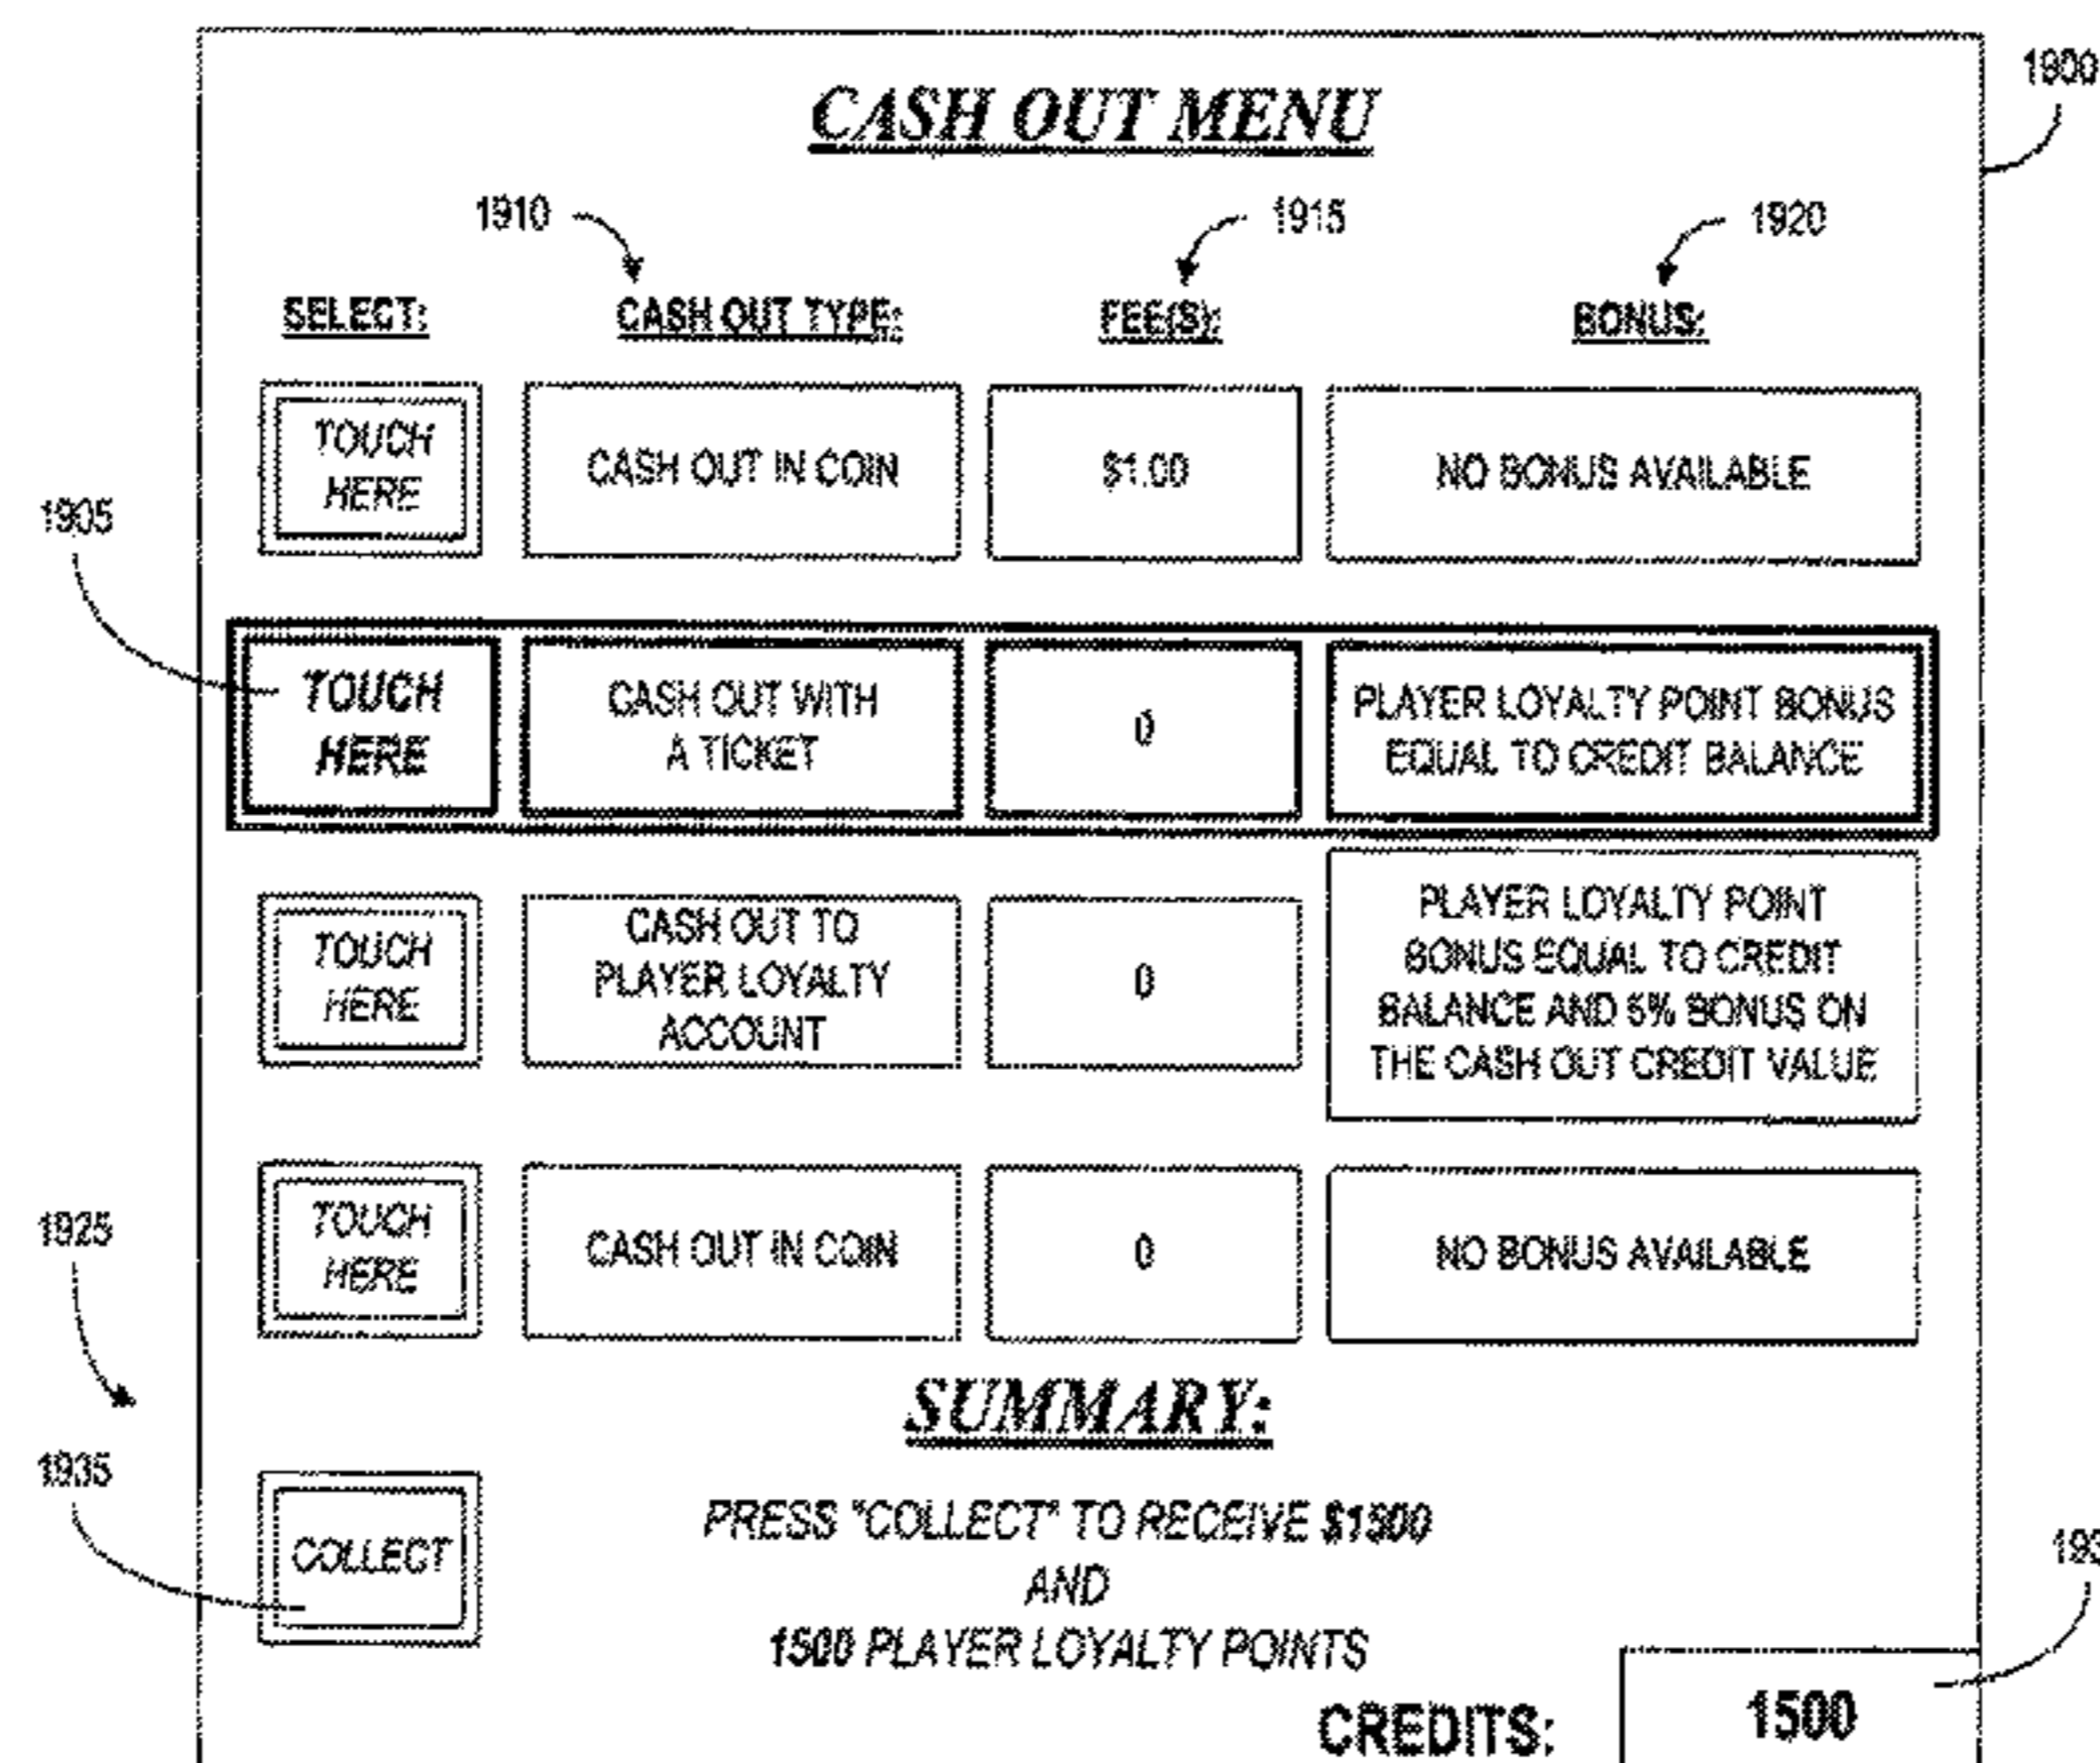 CASH OUT MENU
1900
1910
1915
1920
SELECT:
CASH OUT TYPE:
FEE(S):
BONUS:
TOUCH
HERE
CASH OUT IN COIN
$1.00
NO BONUS AVAILABLE
1905
TOUCH
HERE
CASH OUT WITH
A TICKET
0
PLAYER LOYALTY POINT BONUS
EQUAL TO CREDIT BALANCE
TOUCH
HERE
CASH OUT TO
PLAYER LOYALTY
ACCOUNT
0
PLAYER LOYALTY POINT
BONUS EQUAL TO CREDIT
BALANCE AND 5% BONUS ON
THE CASH OUT CREDIT VALUE
TOUCH
HERE
CASH OUT IN COIN
0
NO BONUS AVAILABLE
1925
SUMMARY:
1935
COLLECT
PRESS "COLLECT" TO RECEIVE $1500
AND
1500 PLAYER LOYALTY POINTS
CREDITS:
1500